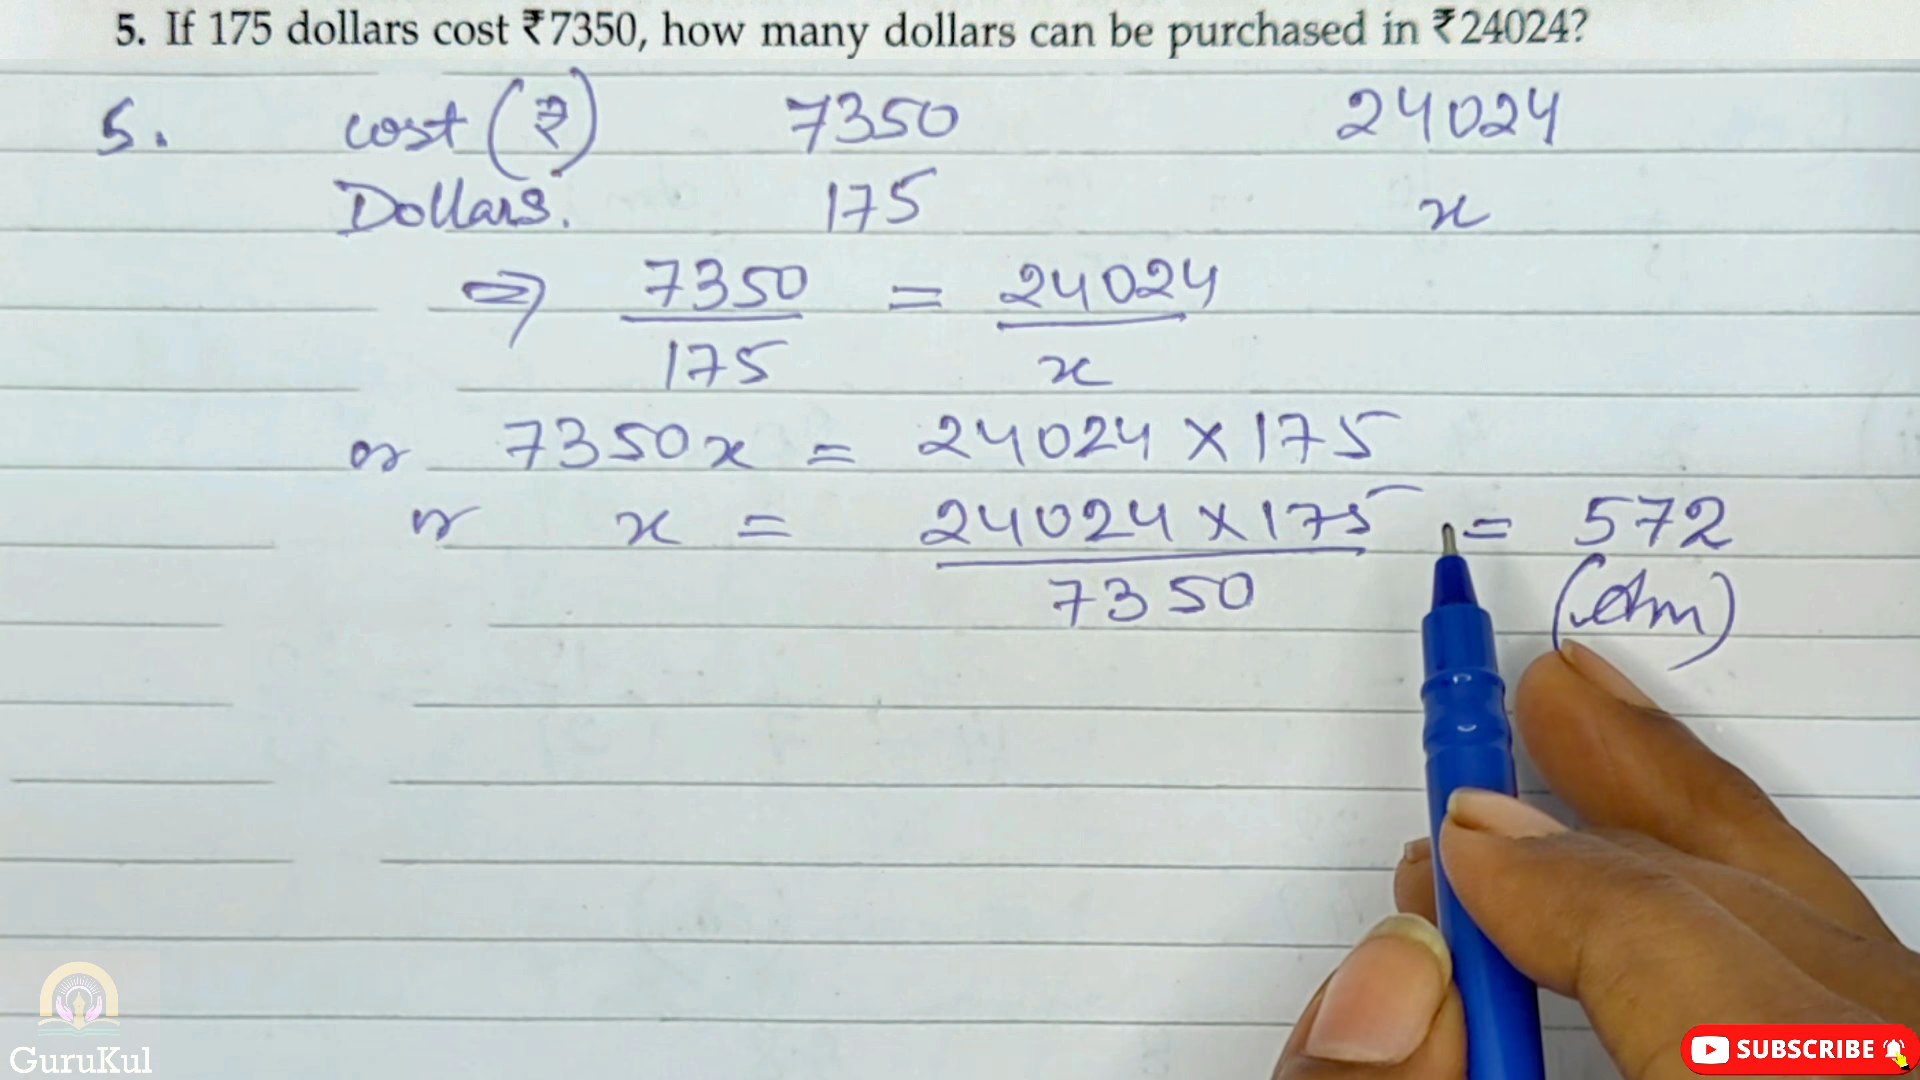 5. If 175 dollars cost ₹7350, how many dollars can be purchased in ₹24024?
5. cost (₹) 7350 24024
Dollars. 175 x
⇒ 7350/175 = 24024/x
or 7350x = 24024 × 175
or x = 24024 × 175/7350 = 572
(Ans)
GuruKul
SUBSCRIBE